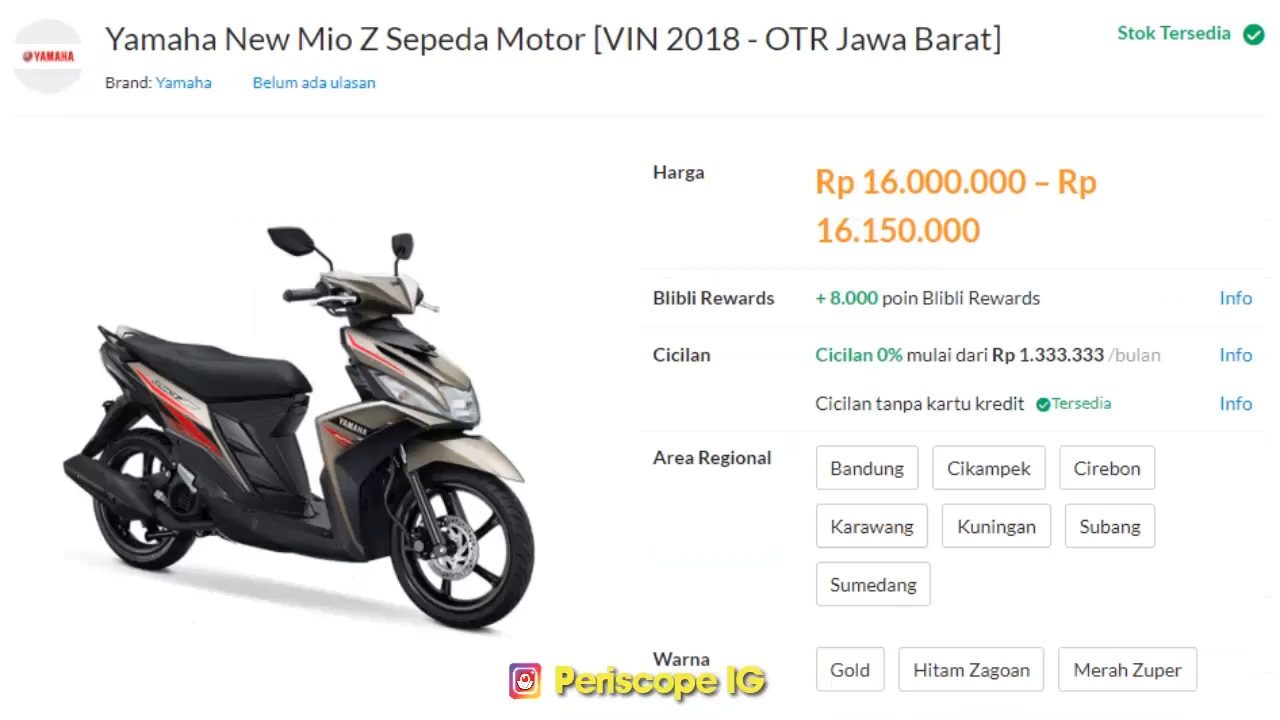 YAMAHA
Yamaha New Mio Z Sepeda Motor [VIN 2018 - OTR Jawa Barat]
Stok Tersedia
Brand: Yamaha
Belum ada ulasan
Harga
Rp 16.000.000 – Rp
16.150.000
Blibli Rewards
+ 8.000 poin Blibli Rewards
Info
Cicilan
Cicilan 0% mulai dari Rp 1.333.333 /bulan
Info
Cicilan tanpa kartu kredit
Tersedia
Info
Area Regional
Bandung
Cikampek
Cirebon
Karawang
Kuningan
Subang
Sumedang
Warna
Gold
Hitam Zagoan
Merah Zuper
YAMAHA
Periscope IG